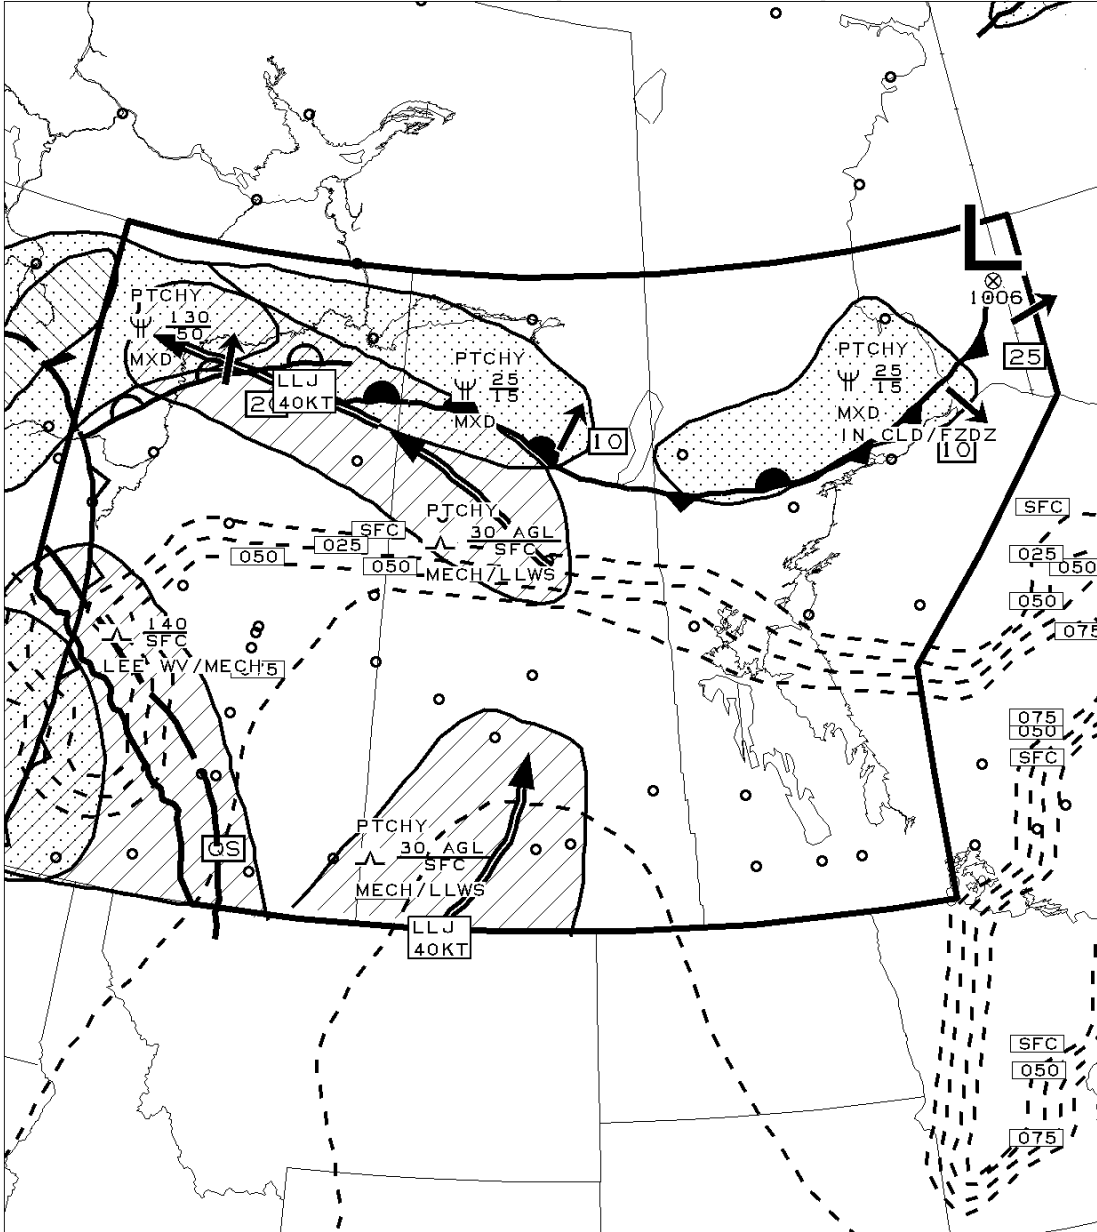 L
1006
25
PTCHY
130
50
MXD
LLJ
40KT
PTCHY
25
15
MXD
PTCHY
25
15
MXD
IN CLD/FZDZ
10
10
PTCHY
30 AGL
SFC
MECH/LLWS
SFC
025
050
050
SFC
025
050
050
075
140
SFC
LEE WV/MECH
075
050
SFC
QS
PTCHY
30 AGL
SFC
MECH/LLWS
LLJ
40KT
SFC
050
075